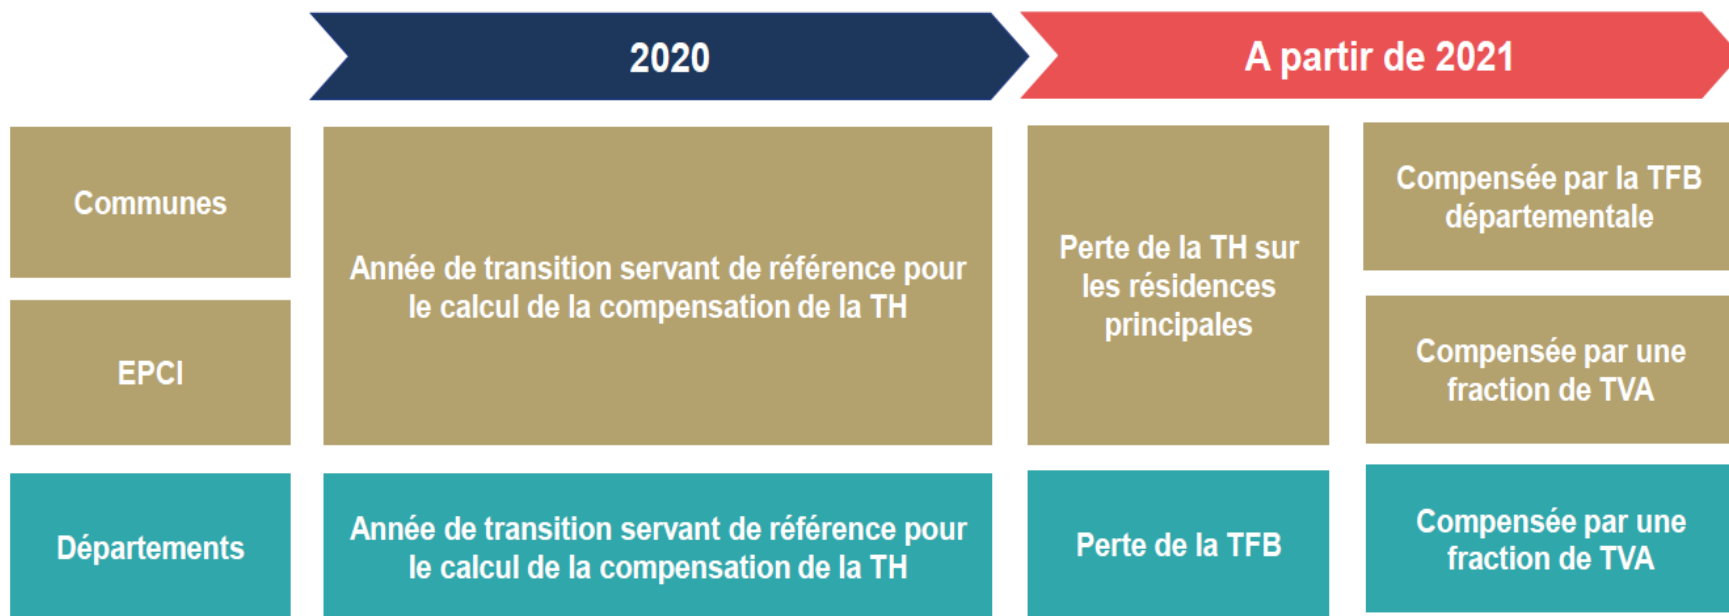 2020
A partir de 2021
Communes
Année de transition servant de référence pour
le calcul de la compensation de la TH
Perte de la TH sur
les résidences
principales
Compensée par la TFB
départementale
EPCI
Compensée par une
fraction de TVA
Départements
Année de transition servant de référence pour
le calcul de la compensation de la TH
Perte de la TFB
Compensée par une
fraction de TVA